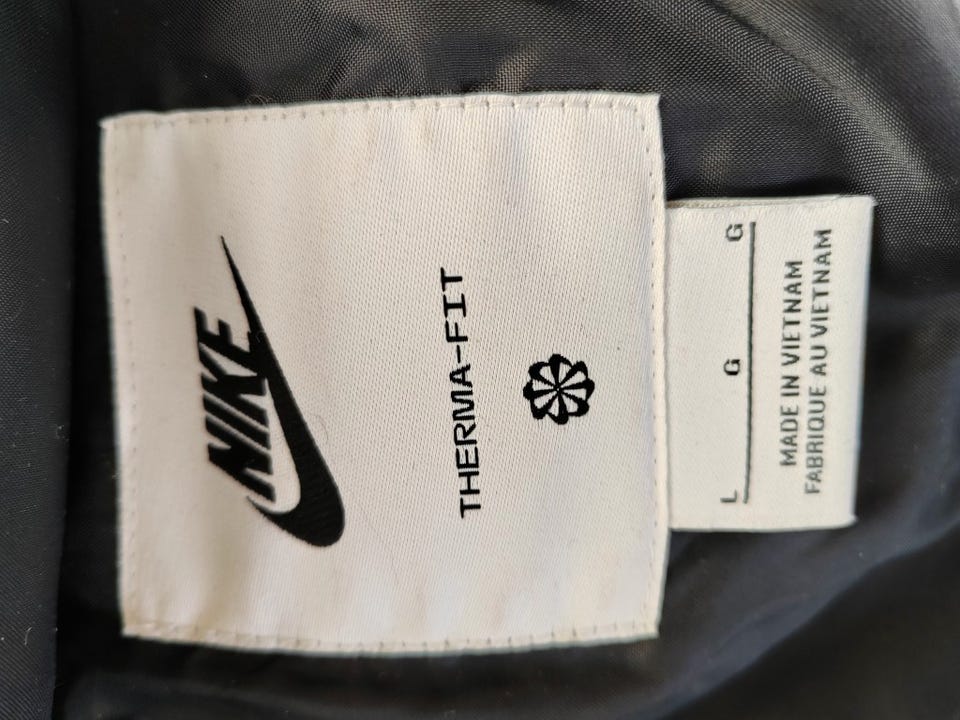 NIKE
THERMA-FIT
L G G
MADE IN VIETNAM
FABRIQUE AU VIETNAM